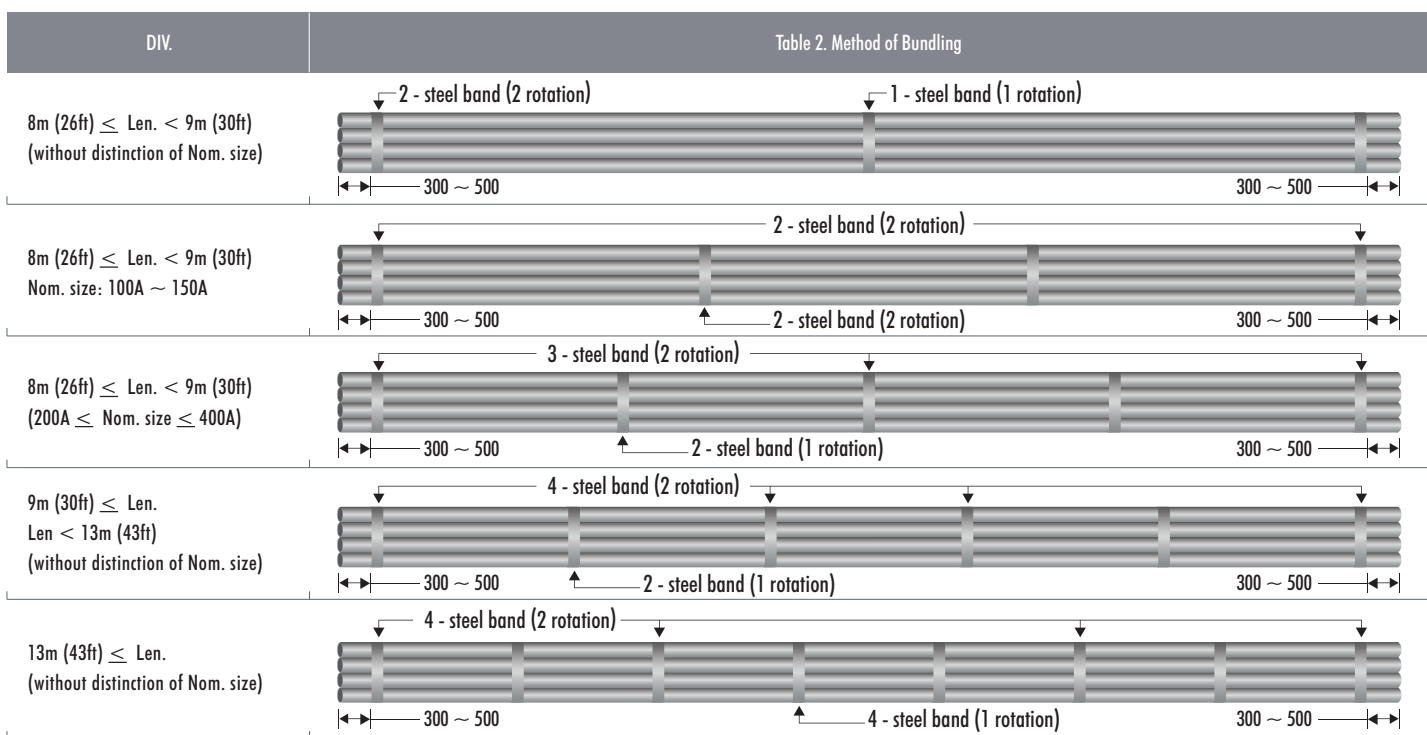 DIV.
Table 2. Method of Bundling
8m (26ft) ≤ Len. < 9m (30ft)
(without distinction of Nom. size)
2 - steel band (2 rotation)
1 - steel band (1 rotation)
300 ~ 500
300 ~ 500
8m (26ft) ≤ Len. < 9m (30ft)
Nom. size: 100A ~ 150A
2 - steel band (2 rotation)
300 ~ 500
2 - steel band (2 rotation)
300 ~ 500
8m (26ft) ≤ Len. < 9m (30ft)
(200A ≤ Nom. size ≤ 400A)
3 - steel band (2 rotation)
300 ~ 500
2 - steel band (1 rotation)
300 ~ 500
9m (30ft) ≤ Len.
Len < 13m (43ft)
(without distinction of Nom. size)
4 - steel band (2 rotation)
300 ~ 500
2 - steel band (1 rotation)
300 ~ 500
13m (43ft) ≤ Len.
(without distinction of Nom. size)
4 - steel band (2 rotation)
300 ~ 500
4 - steel band (1 rotation)
300 ~ 500